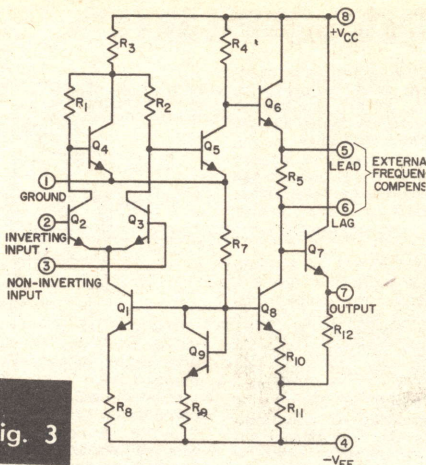 R3
R4
8
+VCC
R1
R2
Q4
Q5
Q6
5
LEAD
EXTERNA
FREQUENC
COMPENS
R5
1
GROUND
6
LAG
2
Q2
Q3
INVERTING
INPUT
R7
Q7
3
NON-INVERTING
INPUT
7
OUTPUT
Q1
Q8
Q9
R12
R10
R8
R9
R11
ig. 3
4
-VEE